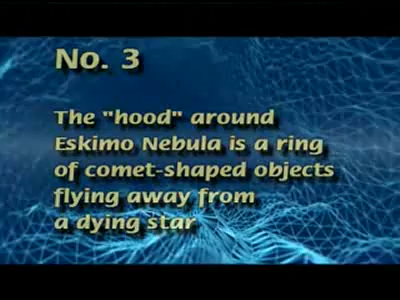 No. 3
The "hood" around
Eskimo Nebula is a ring
of comet-shaped objects
flying away from
a dying star